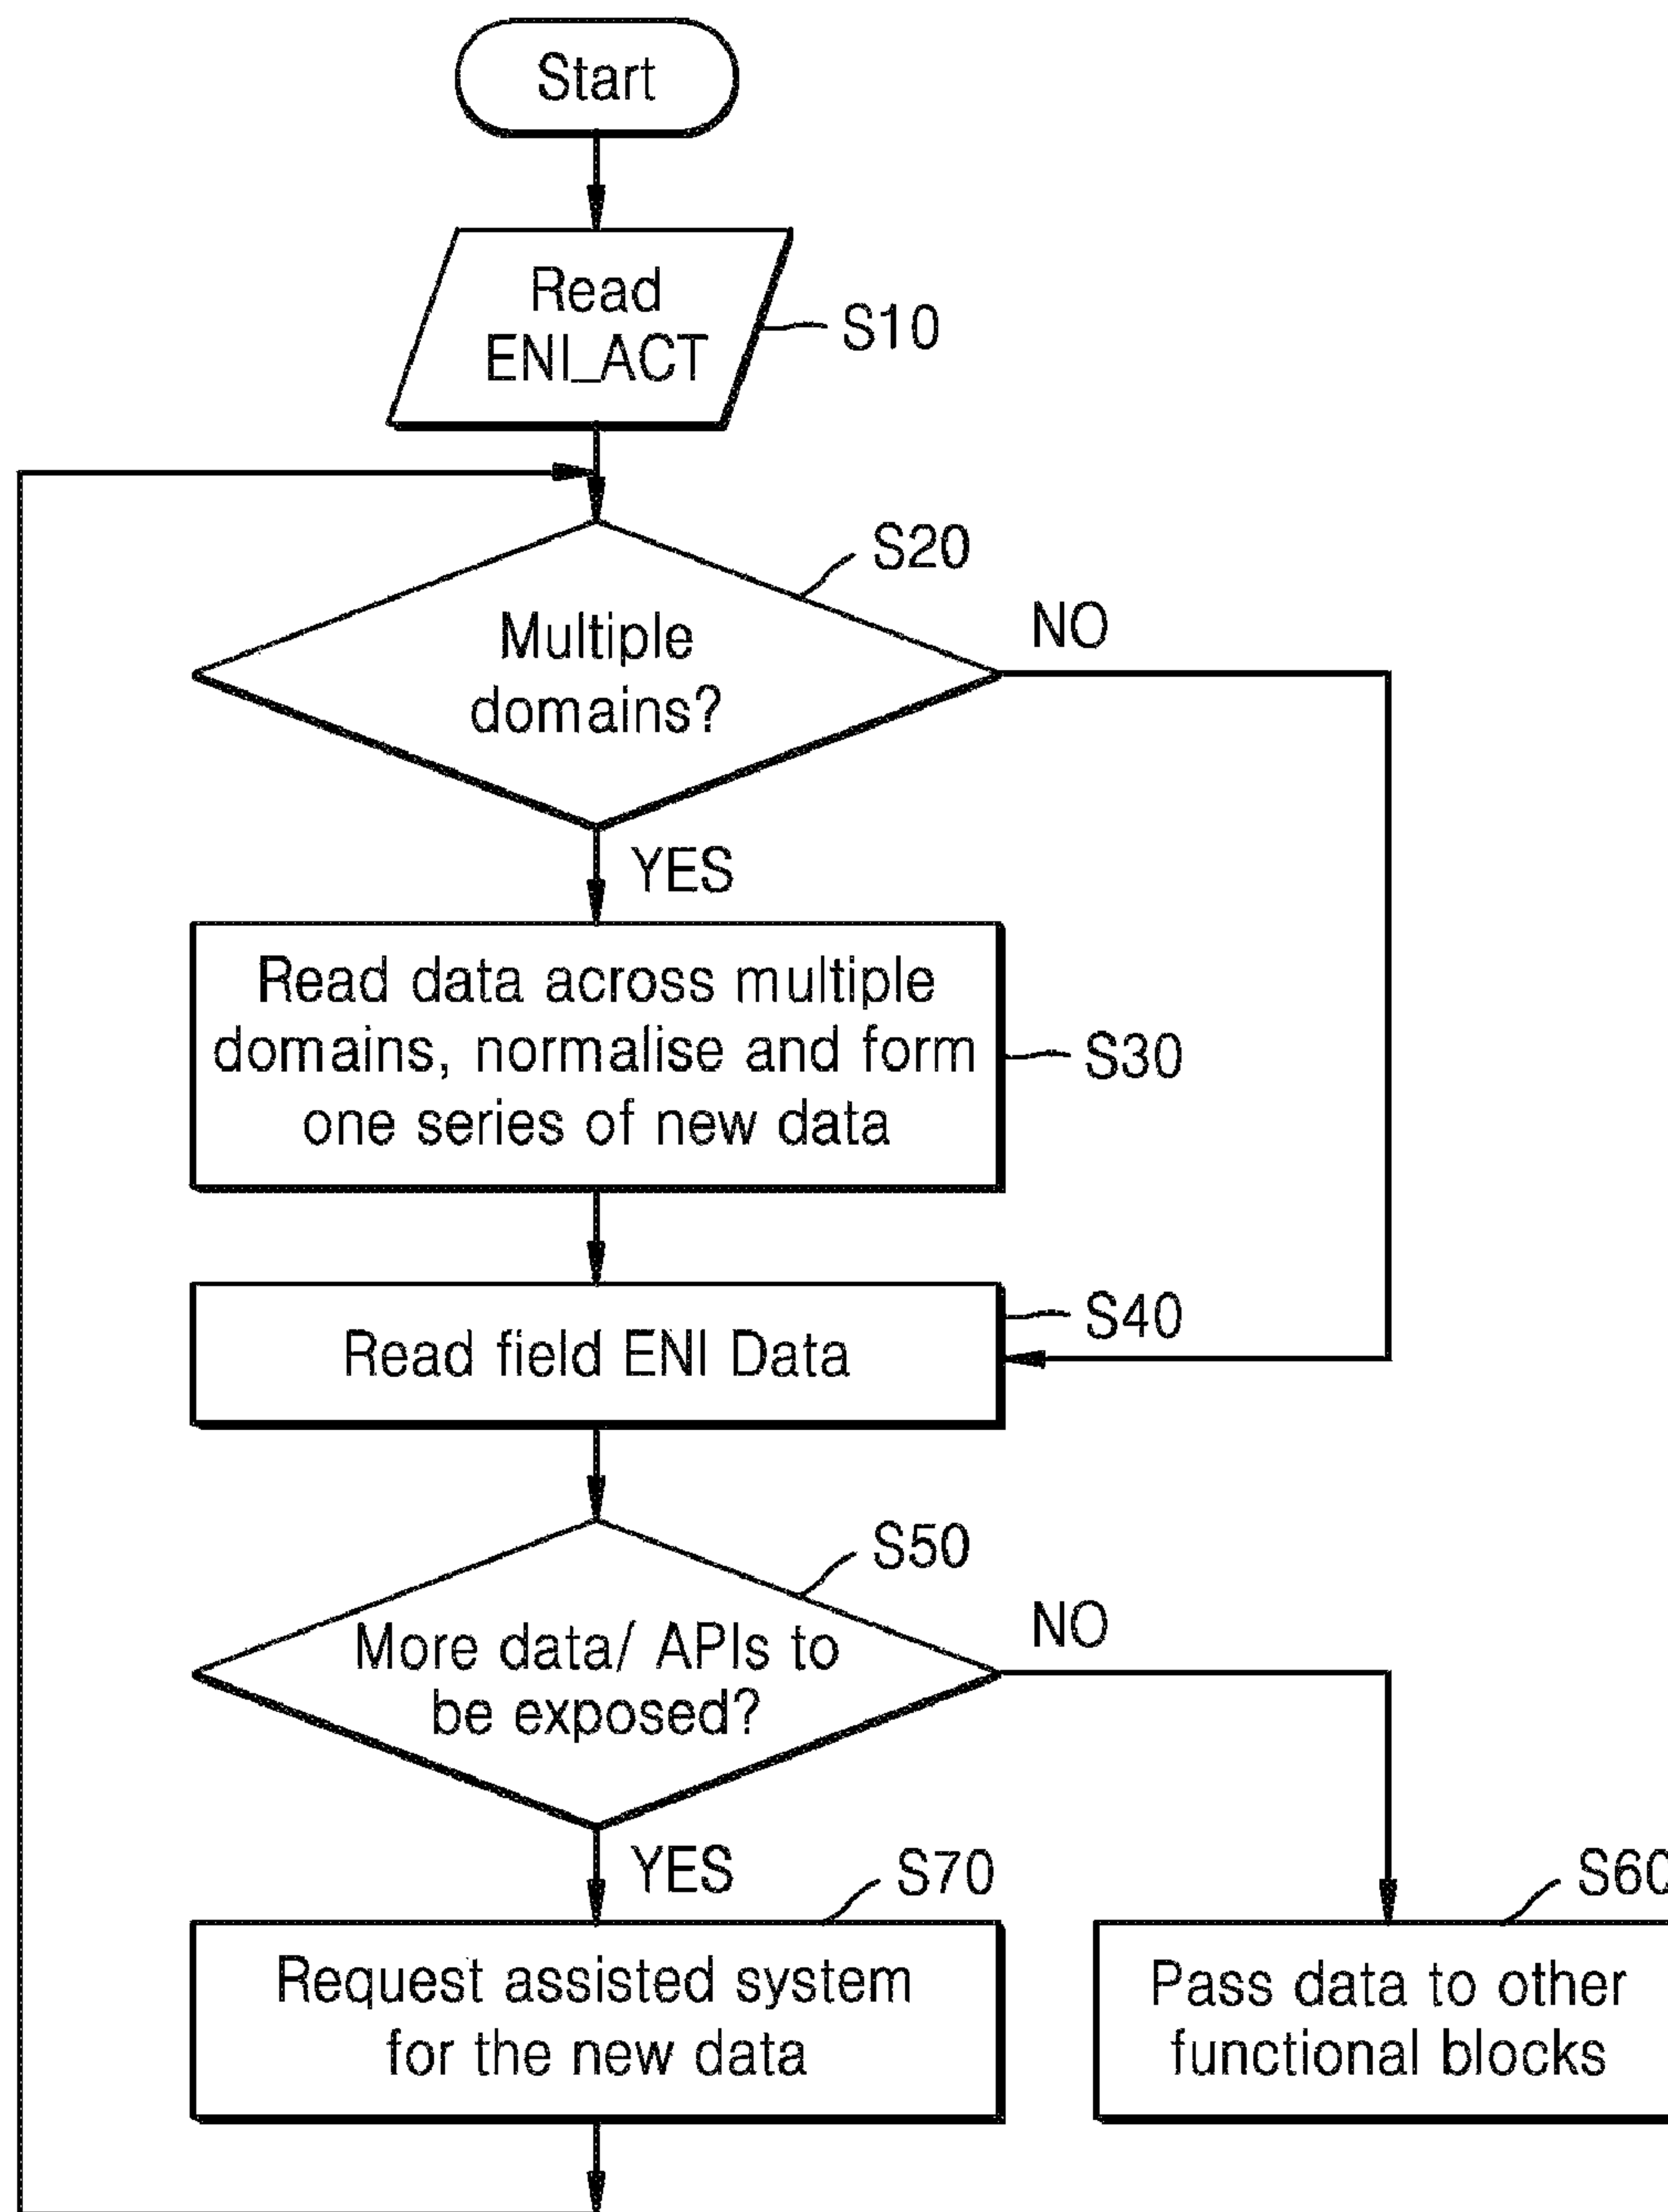 Start
Read
ENI_ACT
S10
S20
Multiple
domains?
NO
YES
Read data across multiple
domains, normalise and form
one series of new data
S30
Read field ENI Data
S40
S50
More data/ APIs to
be exposed?
NO
YES
S70
Request assisted system
for the new data
S60
Pass data to other
functional blocks